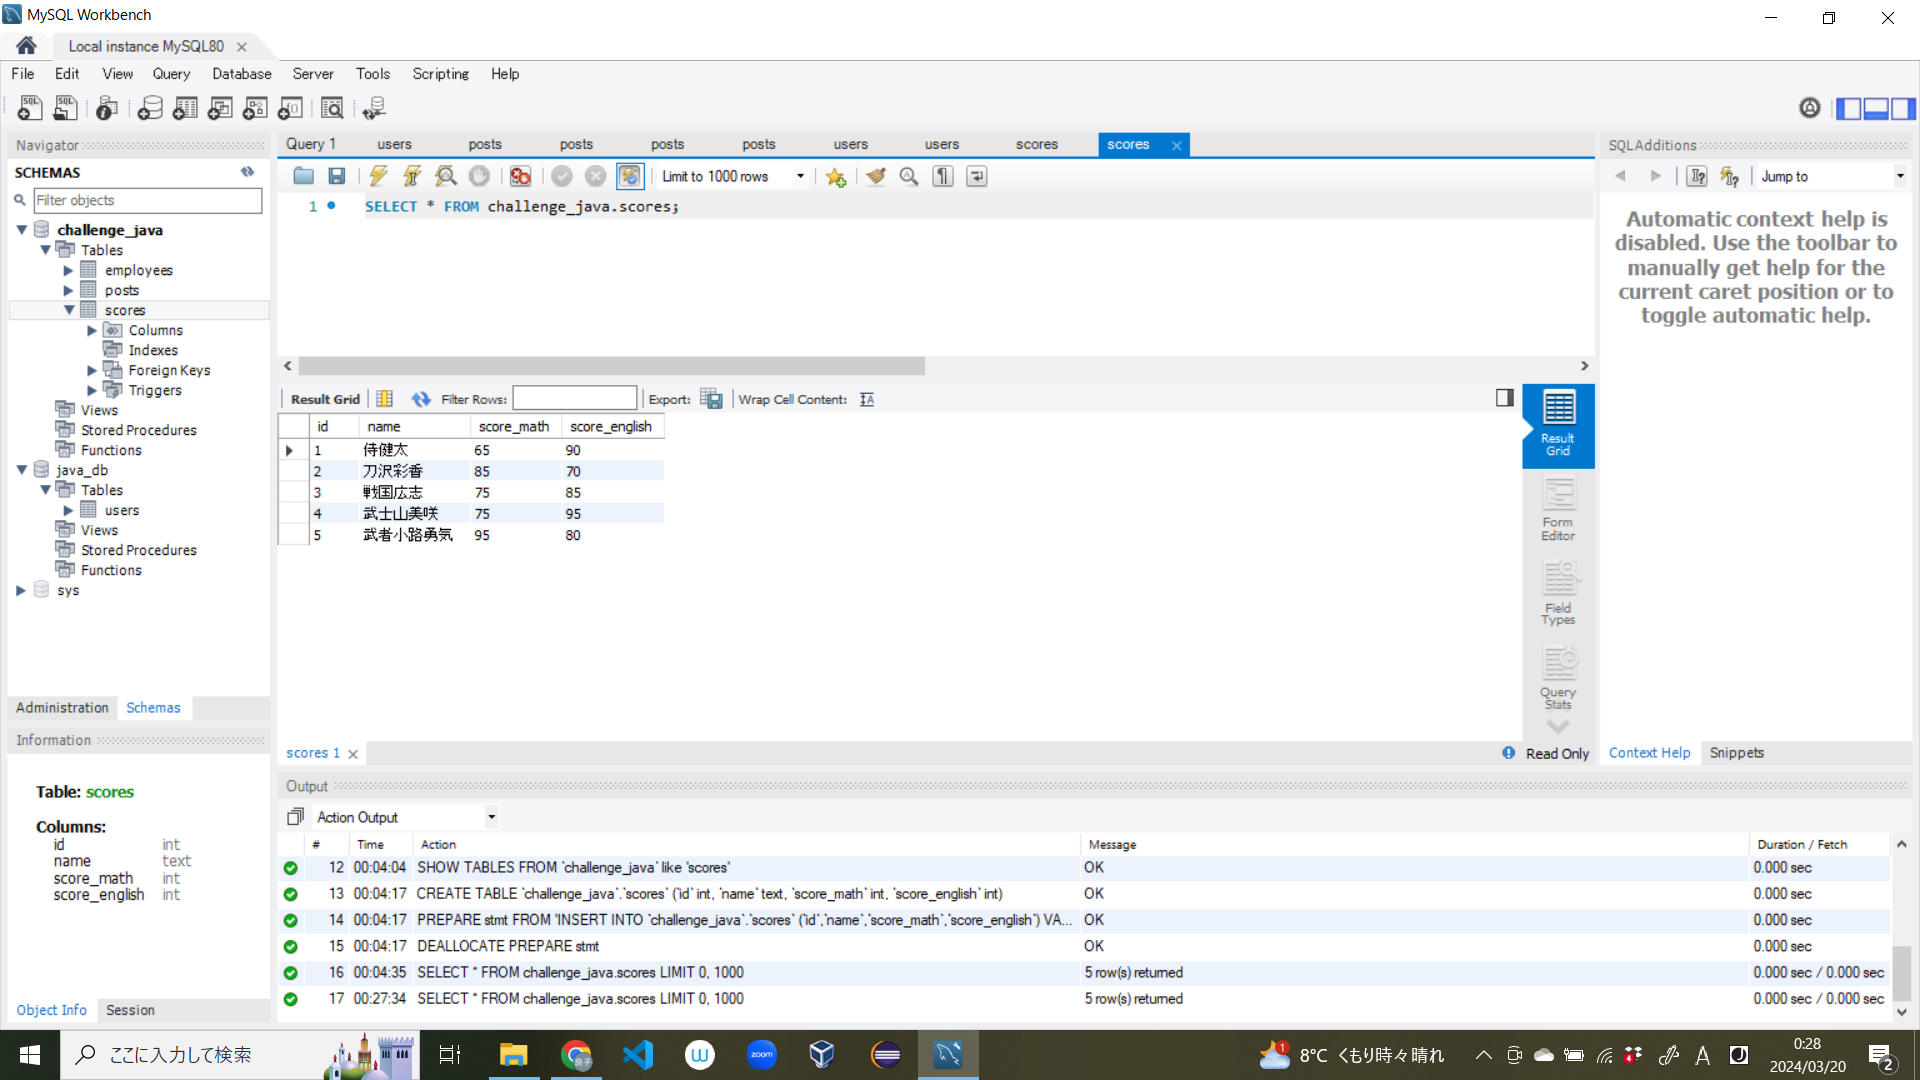 MySQL Workbench
Local instance MySQL80
File Edit View Query Database Server Tools Scripting Help
Navigator
SCHEMAS
Filter objects
challenge_java
Tables
employees
posts
scores
Columns
Indexes
Foreign Keys
Triggers
Views
Stored Procedures
Functions
java_db
Tables
users
Views
Stored Procedures
Functions
sys
Administration Schemas
Information
Table: scores
Columns:
id int
name text
score_math int
score_english int
Object Info Session
Query 1 users posts posts posts posts users users scores scores
Limit to 1000 rows
1 SELECT * FROM challenge_java.scores;
Result Grid Filter Rows: Export: Wrap Cell Content:
id name score_math score_english
1 侍健太 65 90
2 刀沢彩香 85 70
3 戦国広志 75 85
4 武士山美咲 75 95
5 武者小路勇気 95 80
Result Grid
Form Editor
Field Types
Query Stats
scores 1
Read Only
SQLAdditions
Jump to
Automatic context help is
disabled. Use the toolbar to
manually get help for the
current caret position or to
toggle automatic help.
Context Help Snippets
Output
Action Output
# Time Action Message Duration / Fetch
12 00:04:04 SHOW TABLES FROM `challenge_java` like 'scores' OK 0.000 sec
13 00:04:17 CREATE TABLE `challenge_java`.`scores` (`id` int, `name` text, `score_math` int, `score_english` int) OK 0.000 sec
14 00:04:17 PREPARE stmt FROM 'INSERT INTO `challenge_java`.`scores` (`id`,`name`,`score_math`,`score_english`) VA... OK 0.000 sec
15 00:04:17 DEALLOCATE PREPARE stmt OK 0.000 sec
16 00:04:35 SELECT * FROM challenge_java.scores LIMIT 0, 1000 5 row(s) returned 0.000 sec / 0.000 sec
17 00:27:34 SELECT * FROM challenge_java.scores LIMIT 0, 1000 5 row(s) returned 0.000 sec / 0.000 sec
ここに入力して検索
zoom
1
8°C くもり時々晴れ
A
0:28
2024/03/20
2